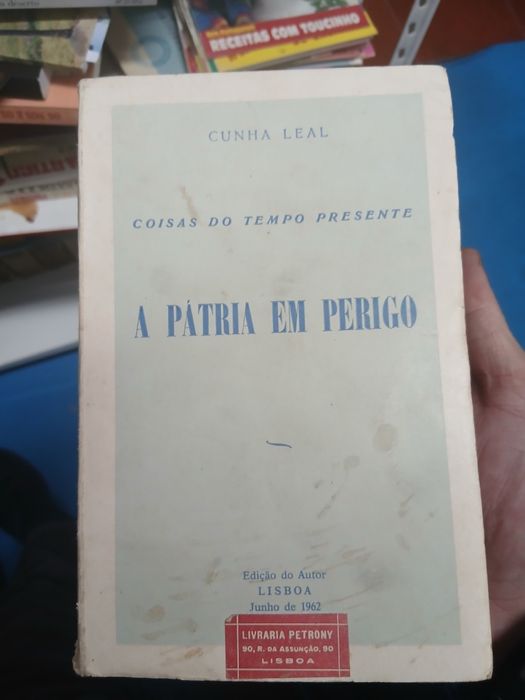 RECEITAS COM TOUCINHO
CUNHA LEAL
COISAS DO TEMPO PRESENTE
A PÁTRIA EM PERIGO
Edição do Autor
LISBOA
Junho de 1962
LIVRARIA PETRONY
90, R. DA ASSUNÇÃO, 90
LISBOA